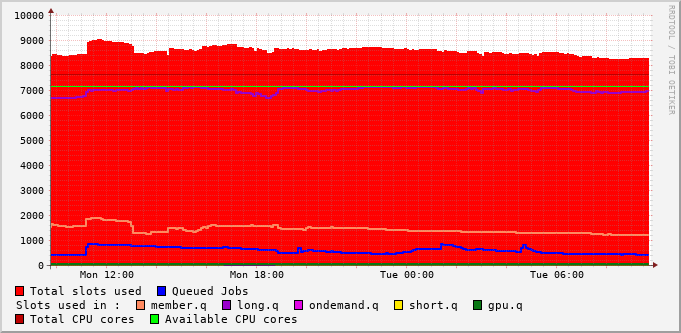 10000
9000
8000
7000
6000
5000
4000
3000
2000
1000
0
Mon 12:00 Mon 18:00 Tue 00:00 Tue 06:00
RRDTOOL / TOBI OETIKER
Total slots used Queued Jobs
Slots used in : member.q long.q ondemand.q short.q gpu.q
Total CPU cores Available CPU cores